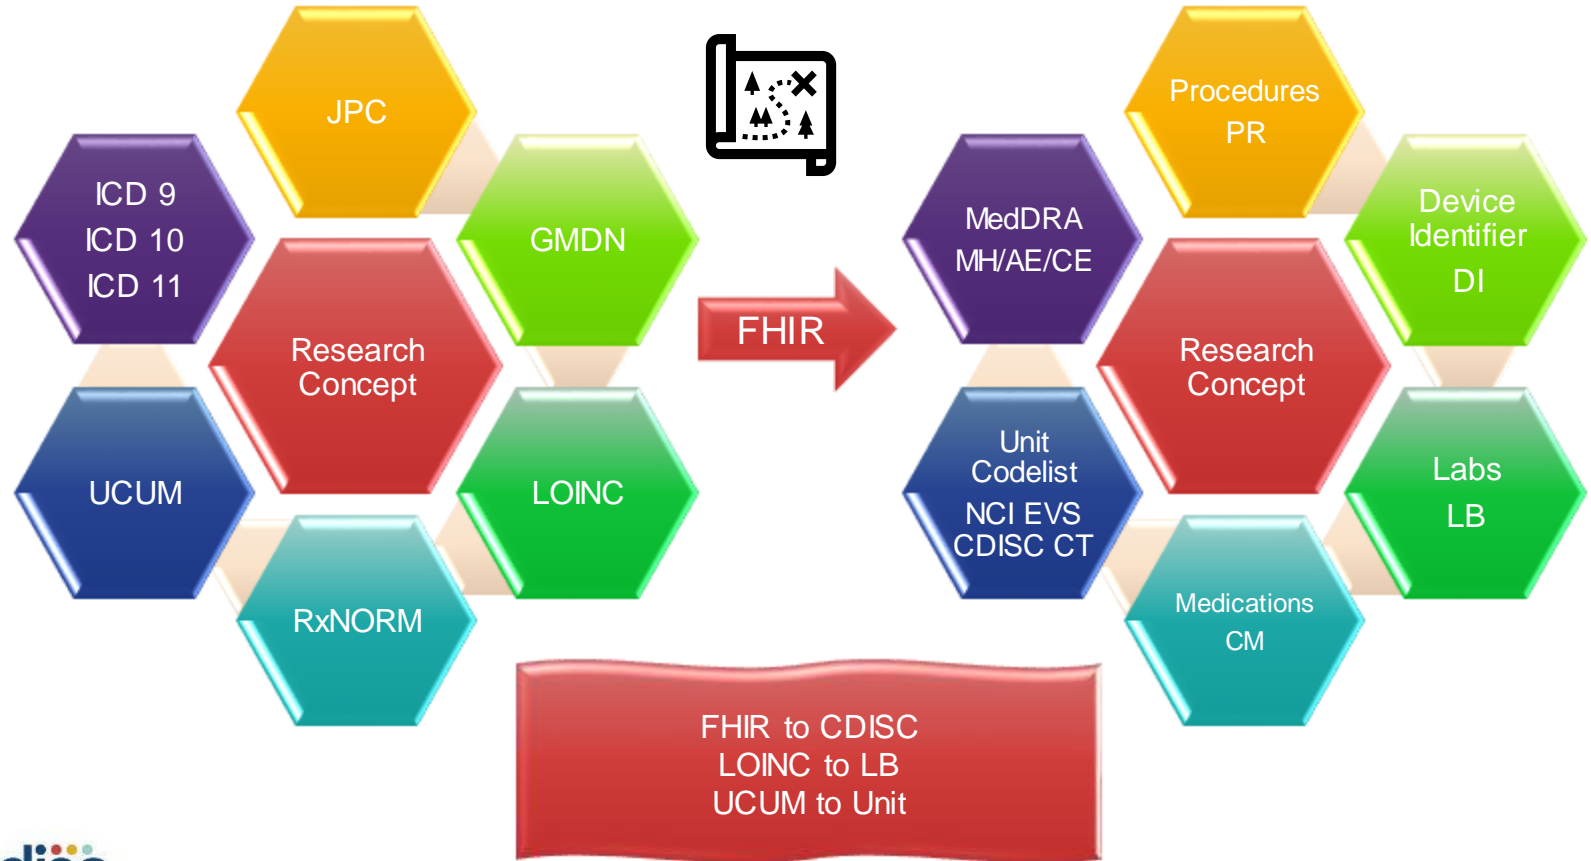 JPC
ICD 9
ICD 10
ICD 11
GMDN
Research
Concept
UCUM
LOINC
RxNORM
FHIR
Procedures
PR
MedDRA
MH/AE/CE
Device
Identifier
DI
Research
Concept
Unit
Codelist
NCI EVS
CDISC CT
Labs
LB
Medications
CM
FHIR to CDISC
LOINC to LB
UCUM to Unit